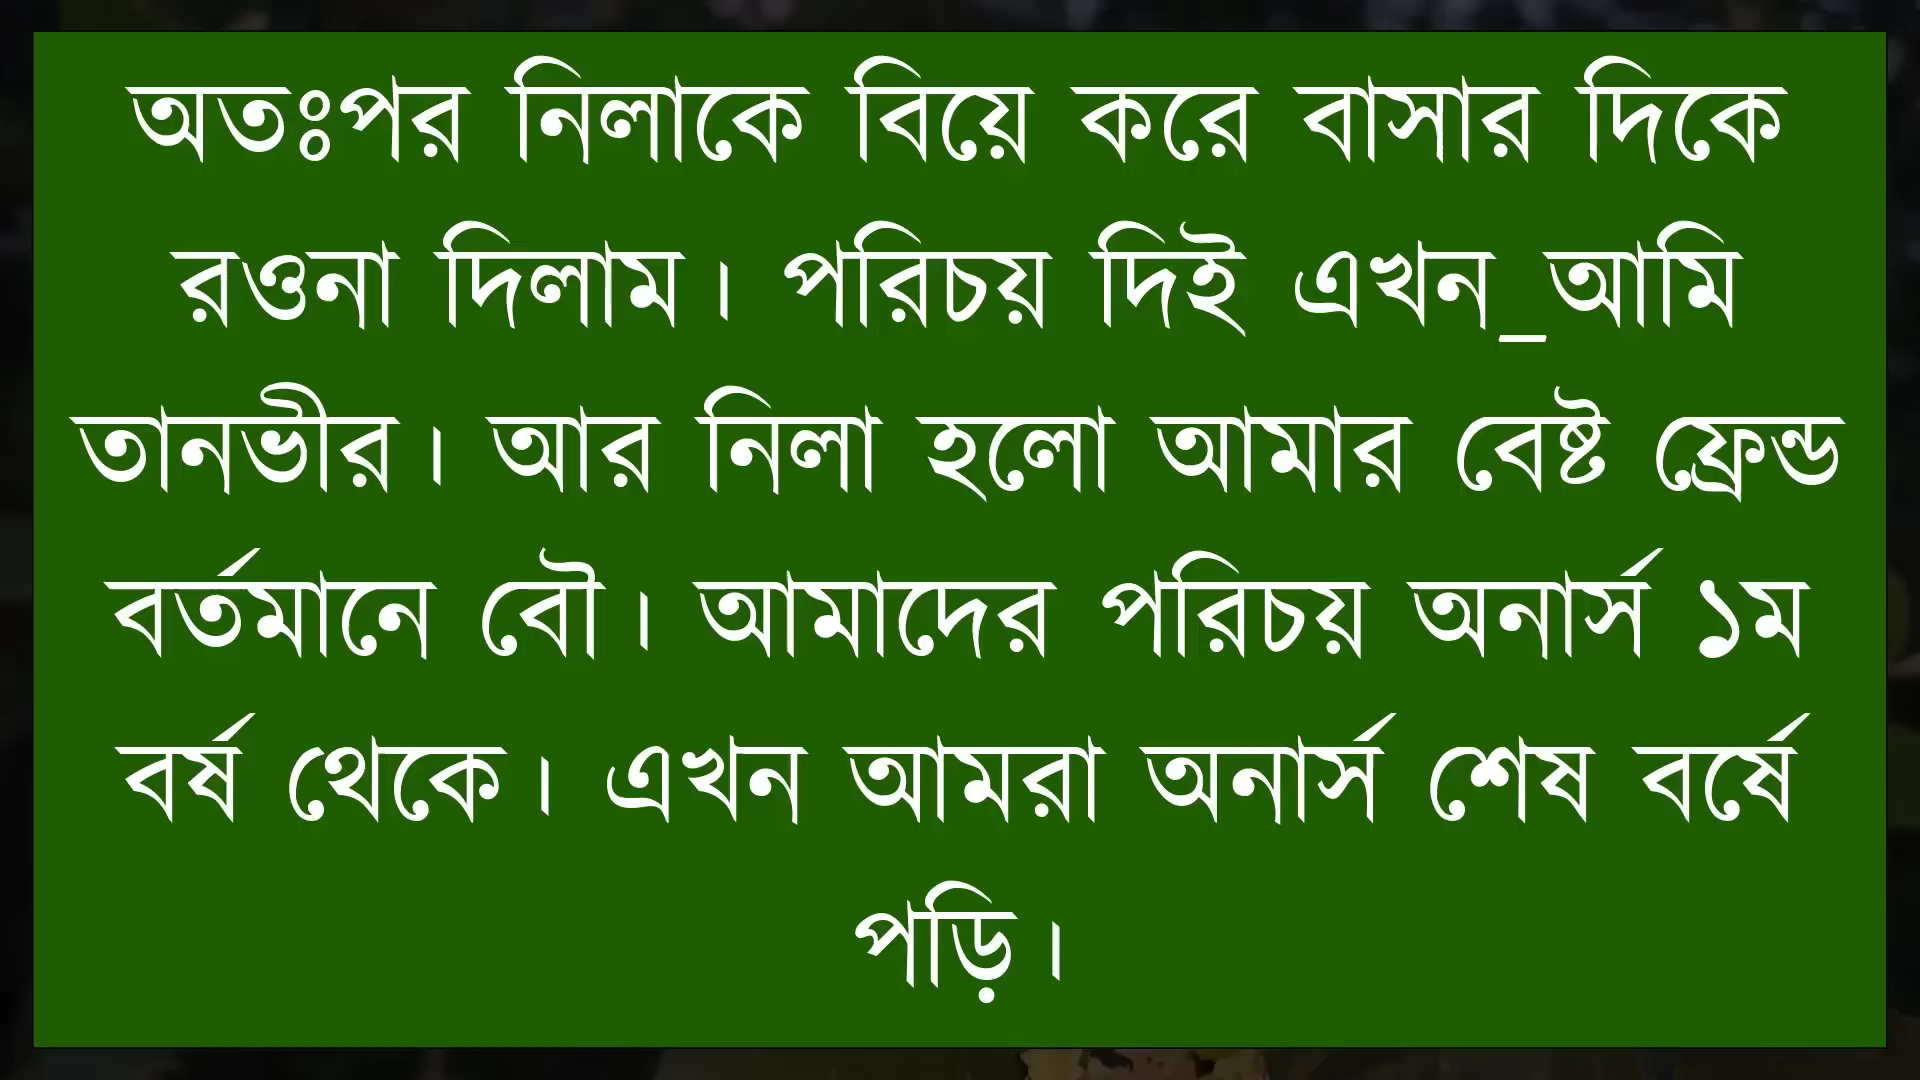 অতঃপর নিলাকে বিয়ে করে বাসার দিকে
রওনা দিলাম। পরিচয় দিই এখন_আমি
তানভীর। আর নিলা হলো আমার বেষ্ট ফ্রেন্ড
বর্তমানে বৌ। আমাদের পরিচয় অনার্স ১ম
বর্ষ থেকে। এখন আমরা অনার্স শেষ বর্ষে
পড়ি।